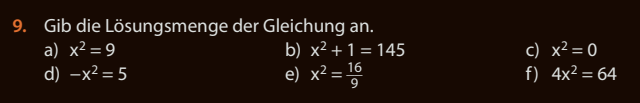 9. Gib die Lösungsmenge der Gleichung an.
a) x² = 9 b) x² + 1 = 145 c) x² = 0
d) −x² = 5 e) x² = 16/9 f) 4x² = 64